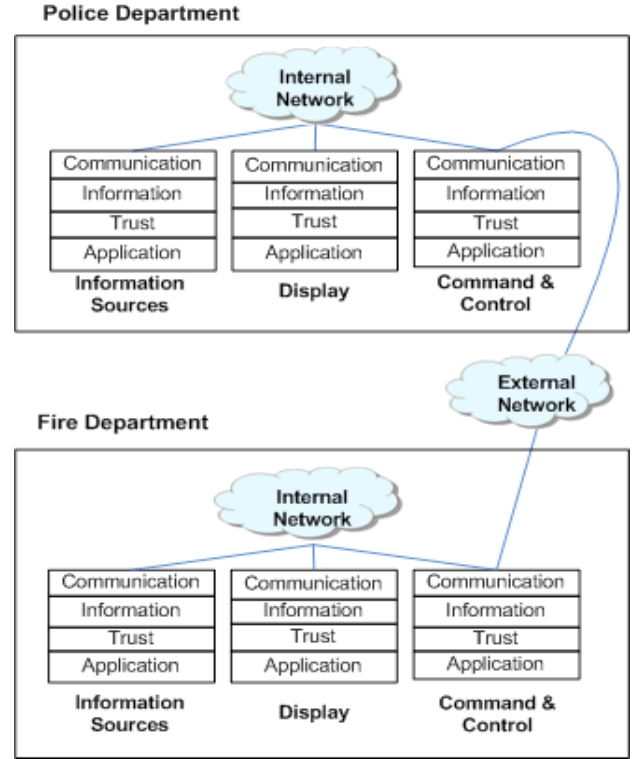 Police Department
Internal
Network
Communication
Information
Trust
Application
Information
Sources
Communication
Information
Trust
Application
Display
Communication
Information
Trust
Application
Command &
Control
External
Network
Fire Department
Internal
Network
Communication
Information
Trust
Application
Information
Sources
Communication
Information
Trust
Application
Display
Communication
Information
Trust
Application
Command &
Control